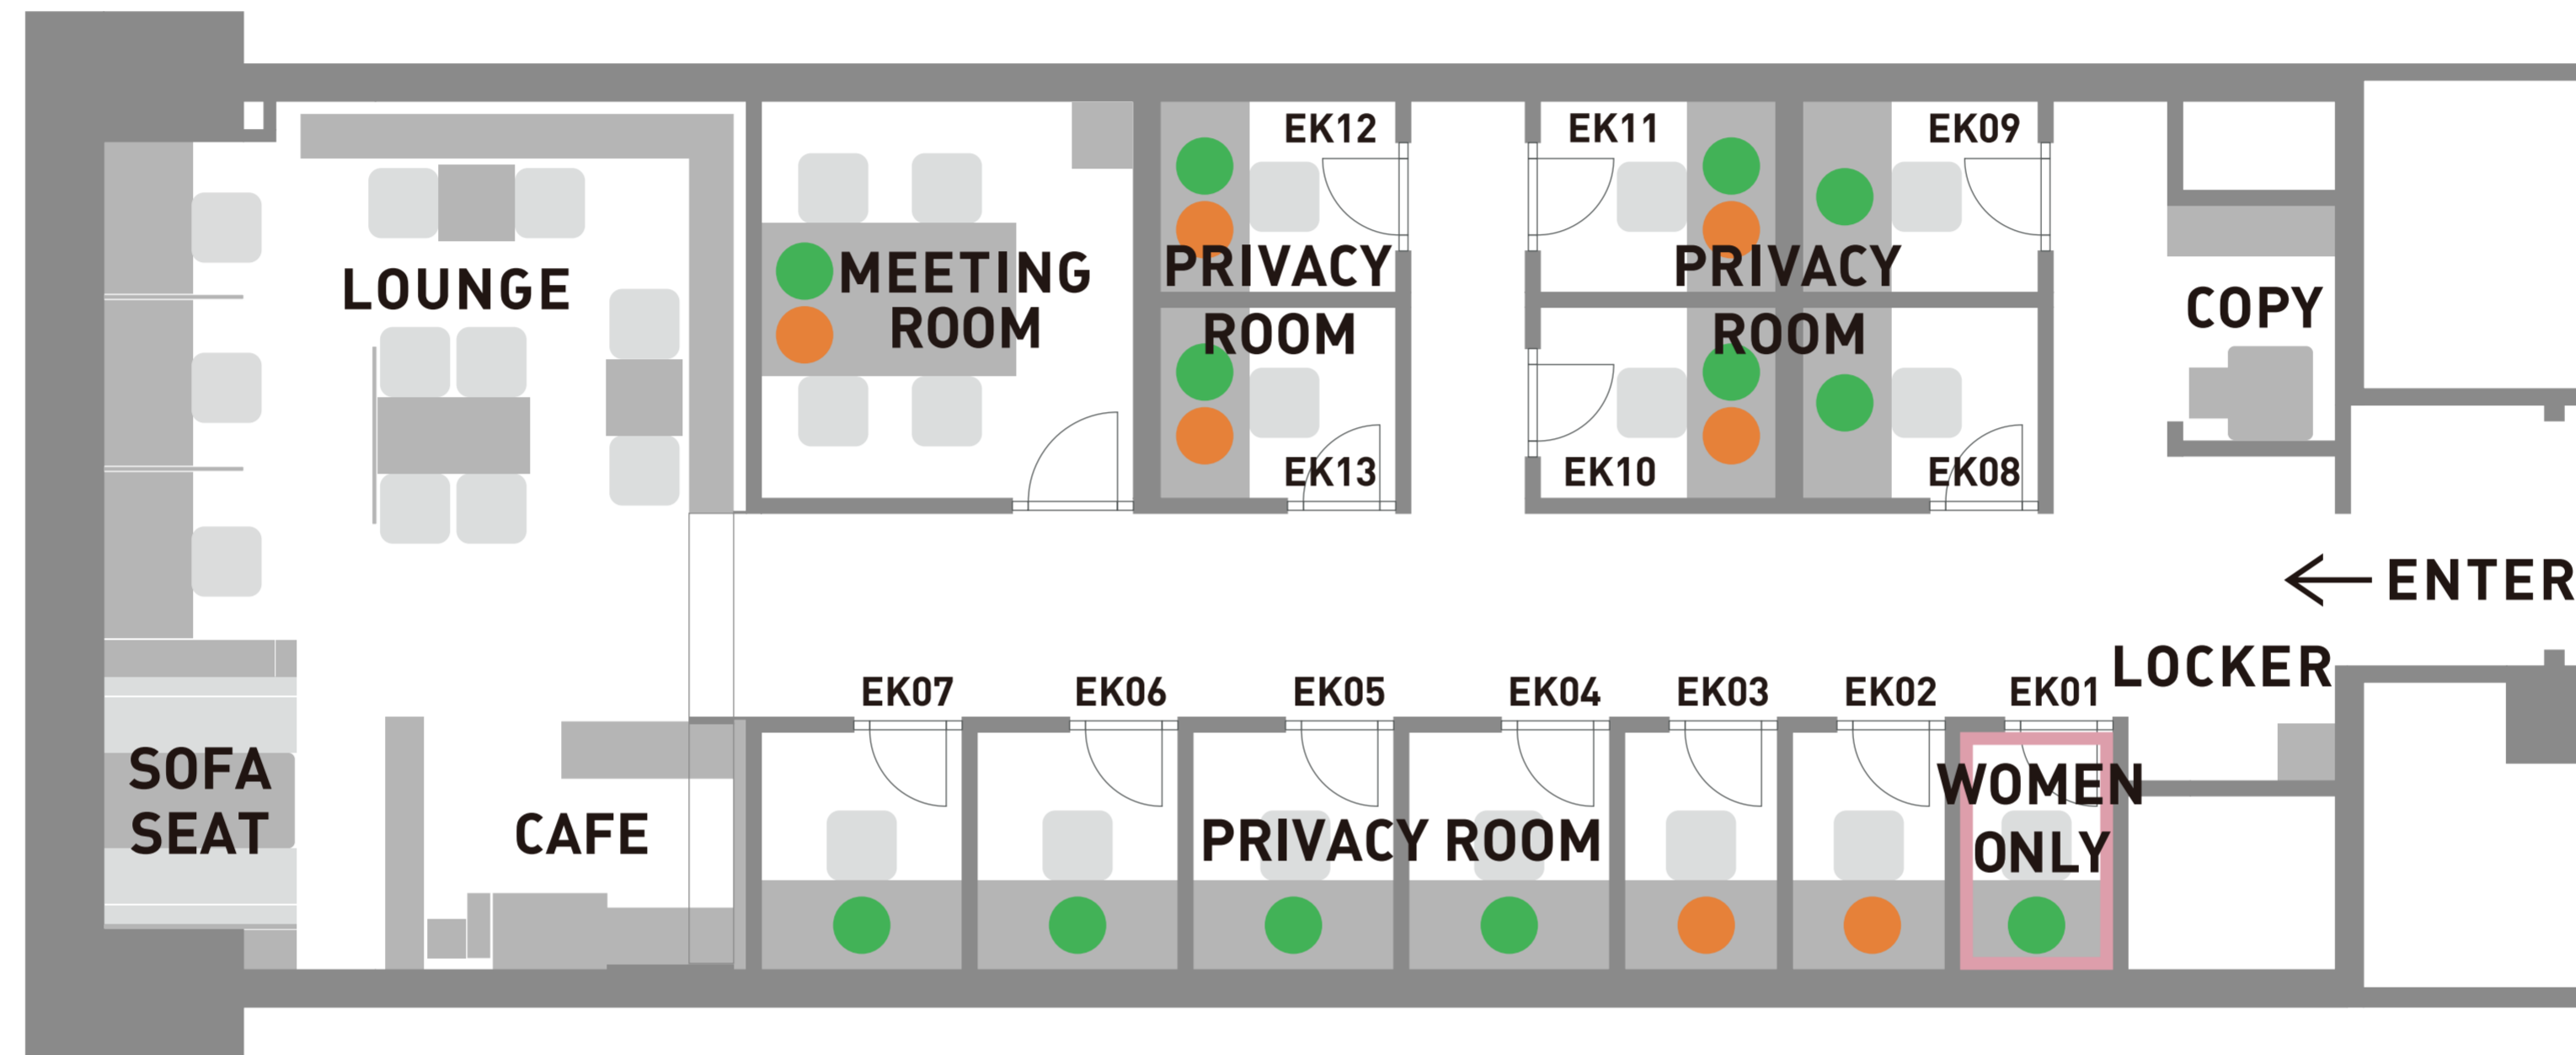 EK12
EK11
EK09
LOUNGE
MEETING
ROOM
PRIVACY
ROOM
PRIVACY
ROOM
COPY
EK13
EK10
EK08
ENTER
LOCKER
EK07
EK06
EK05
EK04
EK03
EK02
EK01
SOFA
SEAT
CAFE
PRIVACY ROOM
WOMEN
ONLY